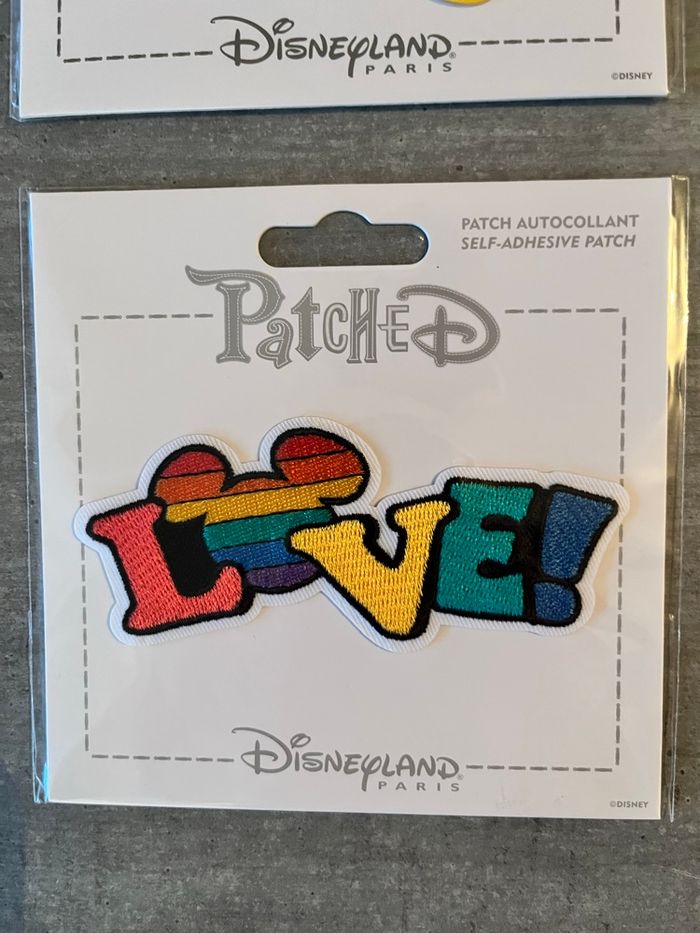 DISNEYLAND®
PARIS
©DISNEY
PATCH AUTOCOLLANT
SELF-ADHESIVE PATCH
PATCHED
LOVE!
DISNEYLAND®
PARIS
©DISNEY